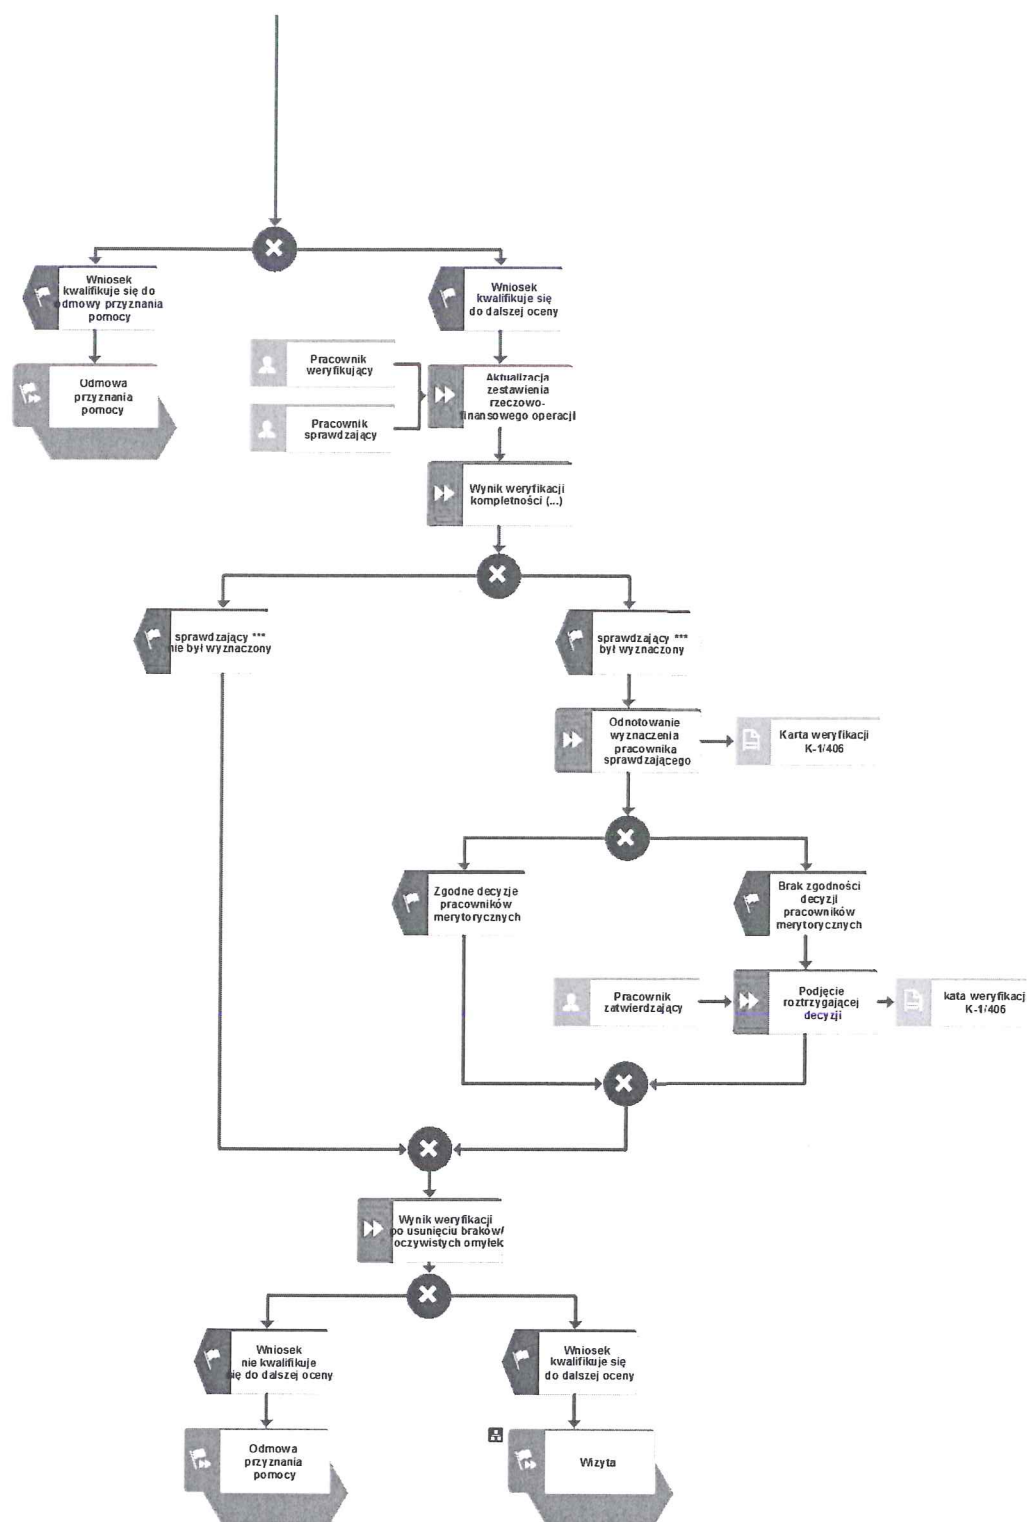 Wniosek
kwalifikuje się do
odmowy przyznania
pomocy
Wniosek
kwalifikuje się
do dalszej oceny
Odmowa
przyznania
pomocy
Pracownik
weryfikujący
Pracownik
sprawdzający
Aktualizacja
zestawienia
rzeczowo-
finansowego operacji
Wynik weryfikacji
kompletności (...)
sprawdzający ***
nie był wyznaczony
sprawdzający ***
był wyznaczony
Odnotowanie
wyznaczenia
pracownika
sprawdzającego
Karta weryfikacji
K-1/406
Zgodne decyzje
pracowników
merytorycznych
Brak zgodności
decyzji
pracowników
merytorycznych
Pracownik
zatwierdzający
Podjęcie
roztrzygającej
decyzji
kata weryfikacj
K-1/406
Wynik weryfikacji
po usunięciu braków/
oczywistych omyłek
Wniosek
nie kwalifikuje
się do dalszej oceny
Wniosek
kwalifikuje się
do dalszej oceny
Odmowa
przyznania
pomocy
Wizyta